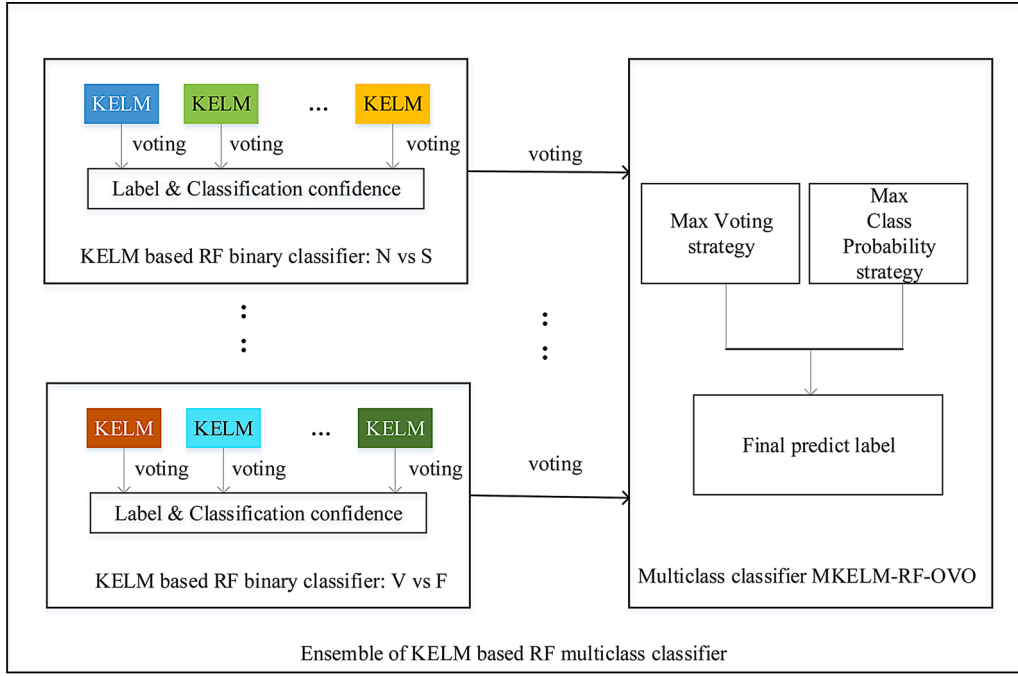 KELM KELM ... KELM
voting voting voting
Label & Classification confidence
KELM based RF binary classifier: N vs S
:
:
KELM KELM ... KELM
voting voting voting
Label & Classification confidence
KELM based RF binary classifier: V vs F
voting
:
:
voting
Max Voting
strategy
Max
Class
Probability
strategy
Final predict label
Multiclass classifier MKELM-RF-OVO
Ensemble of KELM based RF multiclass classifier